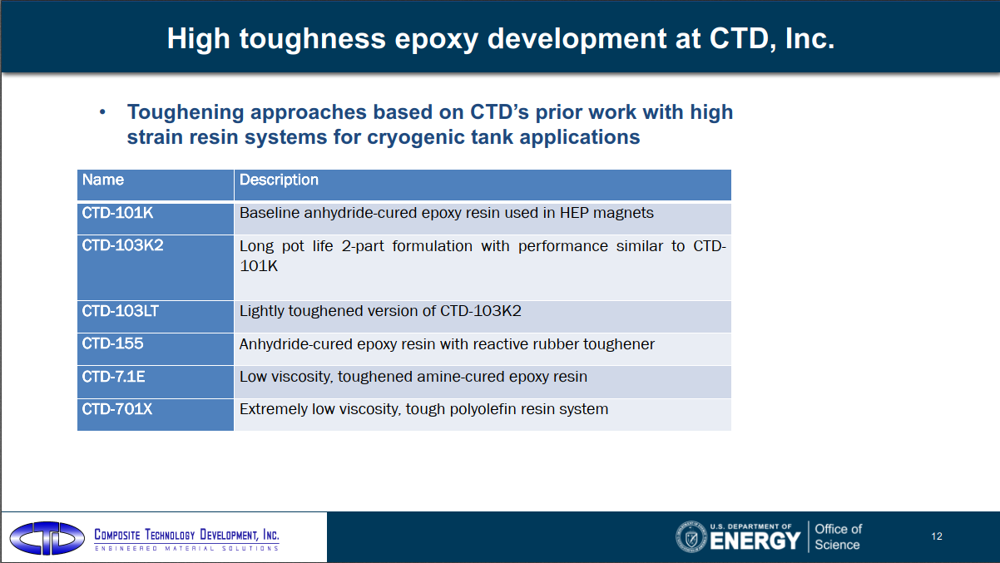 High toughness epoxy development at CTD, Inc.
• Toughening approaches based on CTD's prior work with high
strain resin systems for cryogenic tank applications
Name Description
CTD-101K Baseline anhydride-cured epoxy resin used in HEP magnets
CTD-103K2 Long pot life 2-part formulation with performance similar to CTD-
101K
CTD-103LT Lightly toughened version of CTD-103K2
CTD-155 Anhydride-cured epoxy resin with reactive rubber toughener
CTD-7.1E Low viscosity, toughened amine-cured epoxy resin
CTD-701X Extremely low viscosity, tough polyolefin resin system
COMPOSITE TECHNOLOGY DEVELOPMENT, INC.
ENGINEERED MATERIAL SOLUTIONS
U.S. DEPARTMENT OF
ENERGY
Office of
Science
12